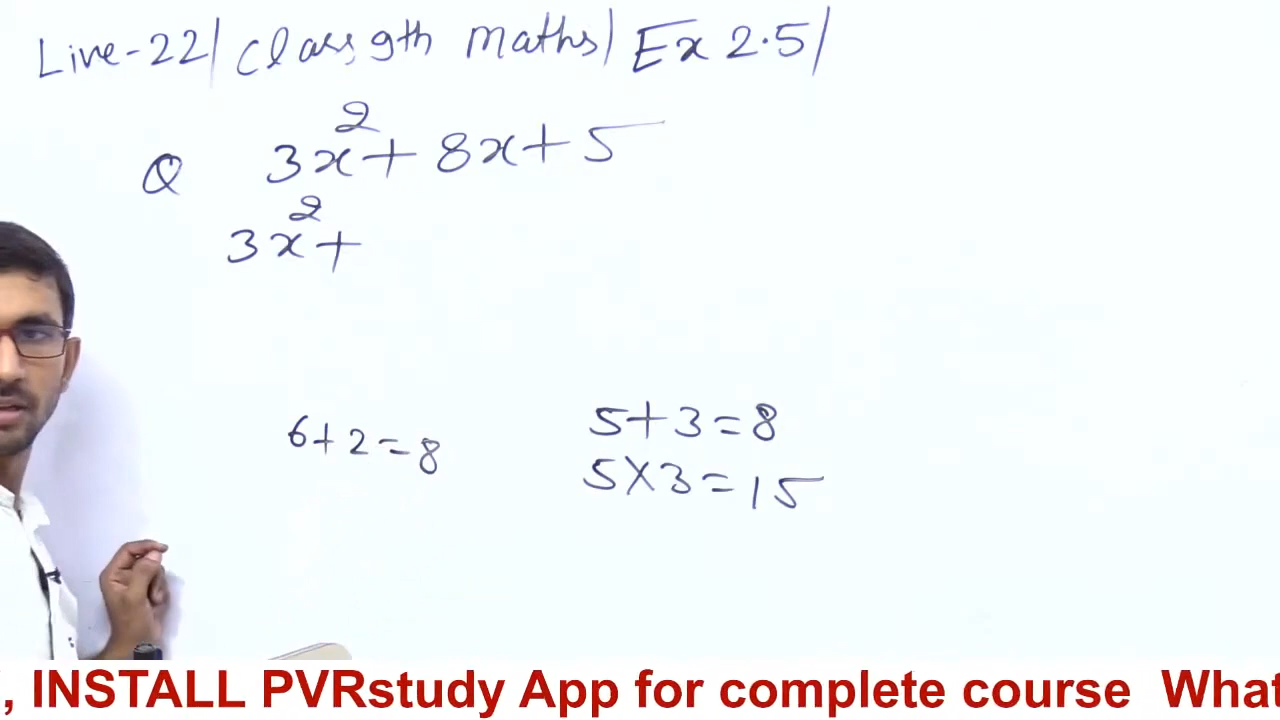 Live-22/ Class 9th maths/ Ex 2.5/
Q 3x²+8x+5
3x²+
6+2=8
5+3=8
5×3=15
, INSTALL PVRstudy App for complete course What